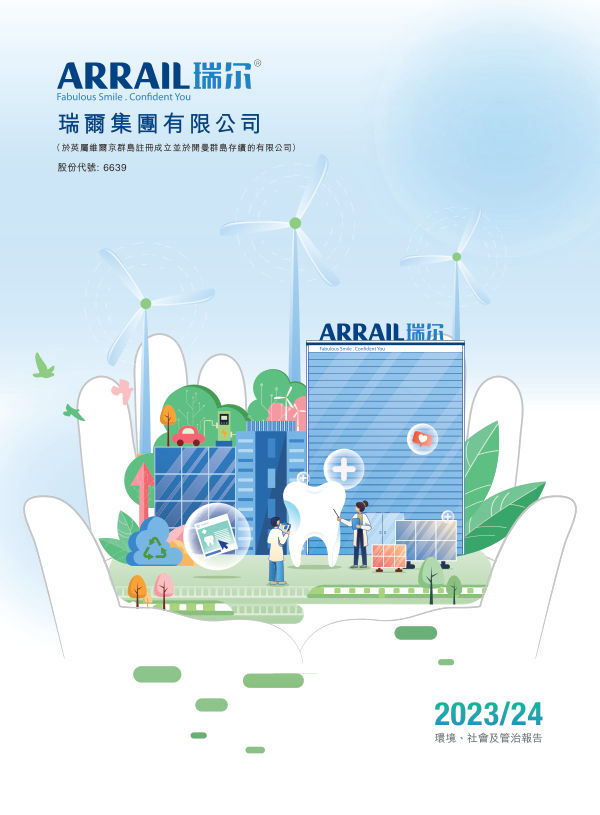 ARRAIL瑞尔®
Fabulous Smile . Confident You
瑞爾集團有限公司
(於英屬維爾京群島註冊成立並於開曼群島存續的有限公司)
股份代號: 6639
ARRAIL瑞尔
Fabulous Smile . Confident You
2023/24
環境、社會及管治報告